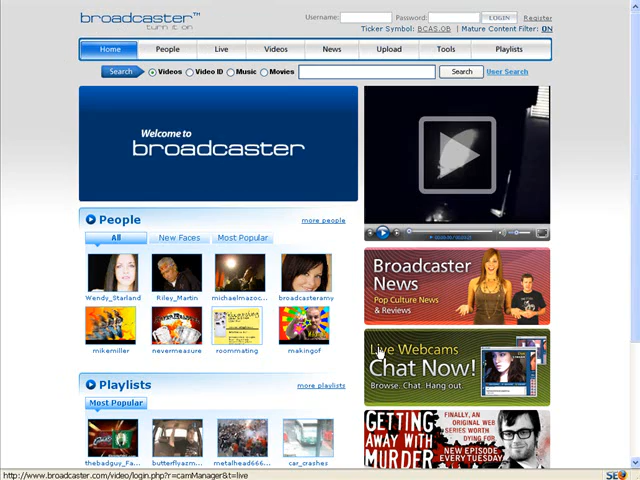 broadcaster™
turn it on
Username: Password: LOGIN Register
Ticker Symbol: BCAS.OB | Mature Content Filter: ON
Home People Live Videos News Upload Tools Playlists
Search Videos Video ID Music Movies Search User Search
Welcome to
broadcaster
People more people
All New Faces Most Popular
Wendy_Starland Riley_Martin michaelmazoc... broadcasteramy
mikemiller nevermeasure roommating makingof
Playlists more playlists
Most Popular
thebadguy_Fa... butterflyazm... metalhead666... car_crashes
Broadcaster
News
Pop Culture News
& Reviews
Live Webcams
Chat Now!
Browse. Chat. Hang out.
GETTING
AWAY WITH
MURDER
FINALLY, AN
ORIGINAL WEB
SERIES WORTH
DYING FOR.
NEW EPISODE
EVERY TUESDAY
http://www.broadcaster.com/video/login.php?r=camManager&t=live
SEO